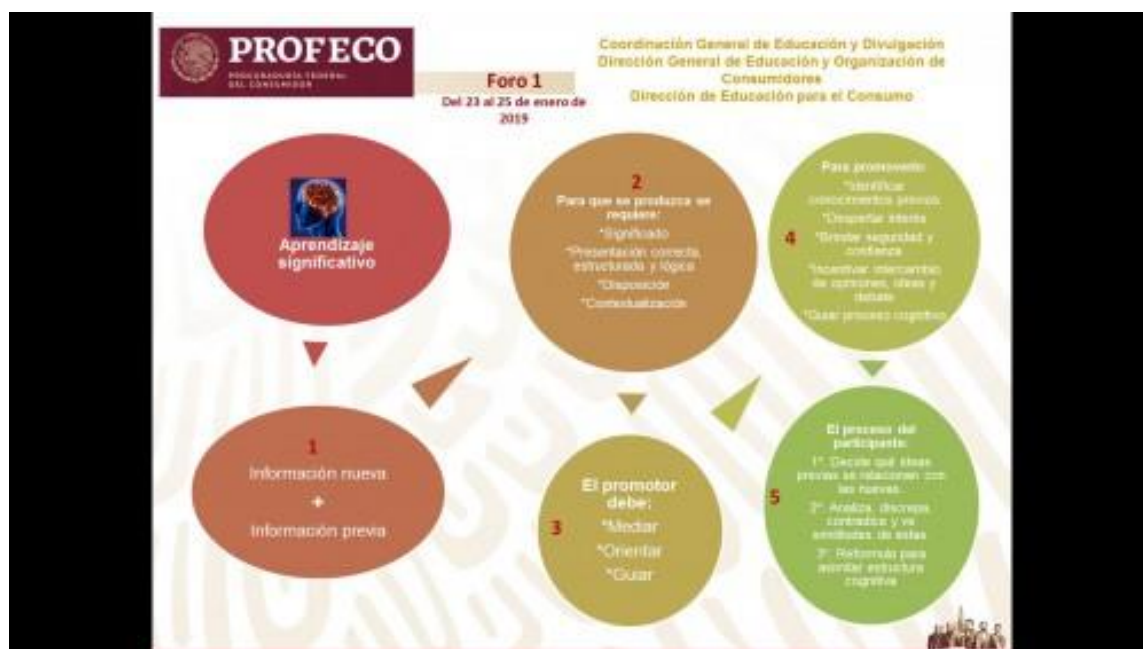 PROFECO
PROCURADURÍA FEDERAL
DEL CONSUMIDOR
Foro 1
Del 23 al 25 de enero de
2019
Coordinación General de Educación y Divulgación
Dirección General de Educación y Organización de
Consumidores
Dirección de Educación para el Consumo
Aprendizaje
significativo
1
Información nueva
+
Información previa
2
Para que se produzca se
requiere:
*Significado
*Presentación correcta,
estructurada y lógica
*Disposición
*Contextualización
3
El promotor
debe:
*Mediar
*Orientar
*Guiar
4
Para promoverlo:
*Identificar
conocimientos previos
*Despertar interés
*Brindar seguridad y
confianza
*Incentivar intercambio
de opiniones, ideas y
debate
*Guiar proceso cognitivo
5
El proceso del
participante:
1º. Decide qué ideas
previas se relacionan con
las nuevas.
2º. Analiza, discrepa,
contradice y ve
similitudes de estas
3º. Reformula para
asimilar estructura
cognitiva